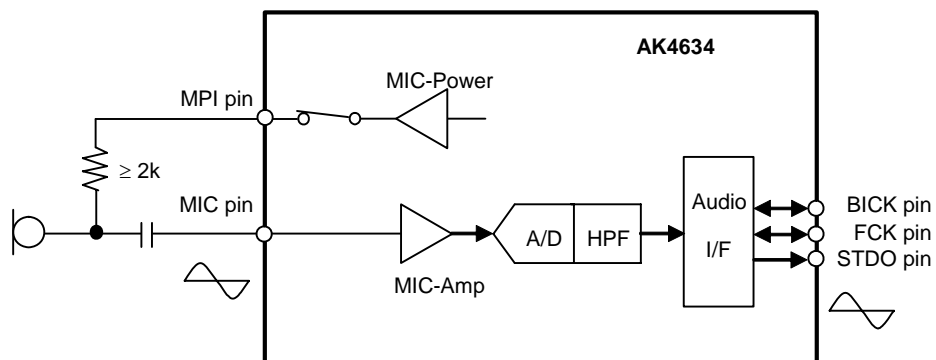 AK4634
MIC-Power
MPI pin
≥ 2k
MIC pin
MIC-Amp
A/D
HPF
Audio
I/F
BICK pin
FCK pin
STDO pin